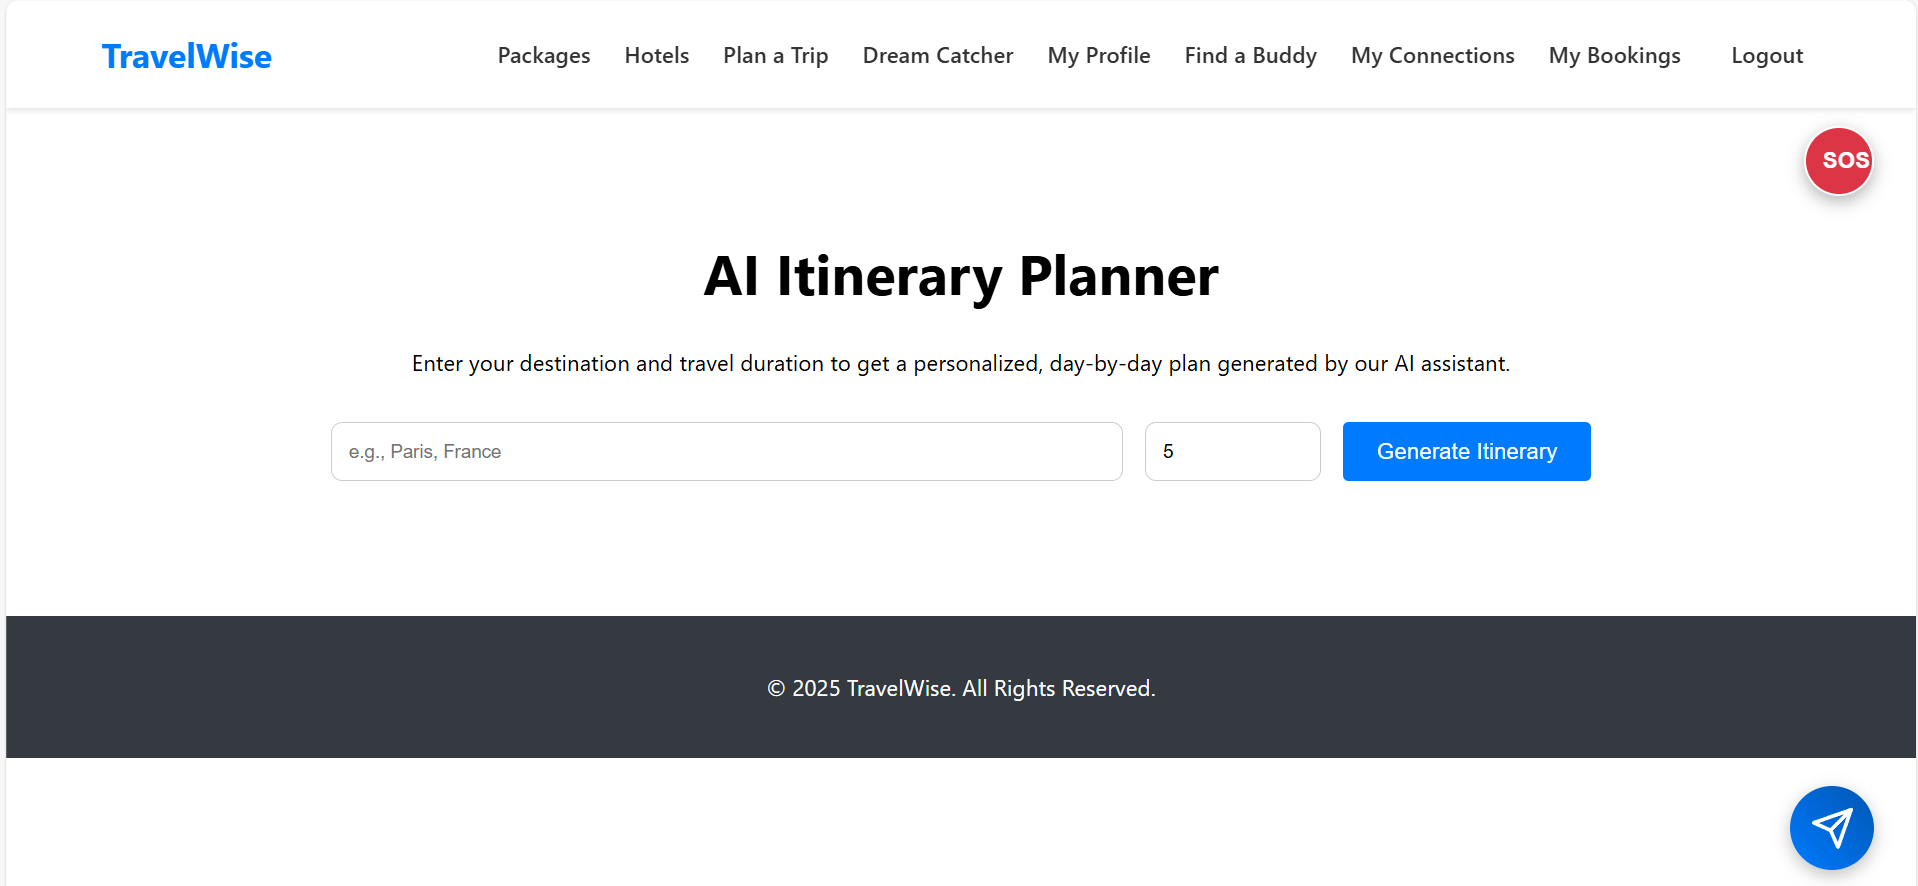 TravelWise
Packages Hotels Plan a Trip Dream Catcher My Profile Find a Buddy My Connections My Bookings Logout
SOS
AI Itinerary Planner
Enter your destination and travel duration to get a personalized, day-by-day plan generated by our AI assistant.
e.g., Paris, France
5
Generate Itinerary
© 2025 TravelWise. All Rights Reserved.